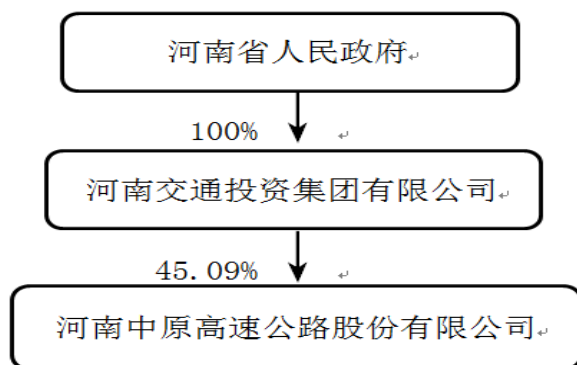 河南省人民政府
100%
河南交通投资集团有限公司
45.09%
河南中原高速公路股份有限公司